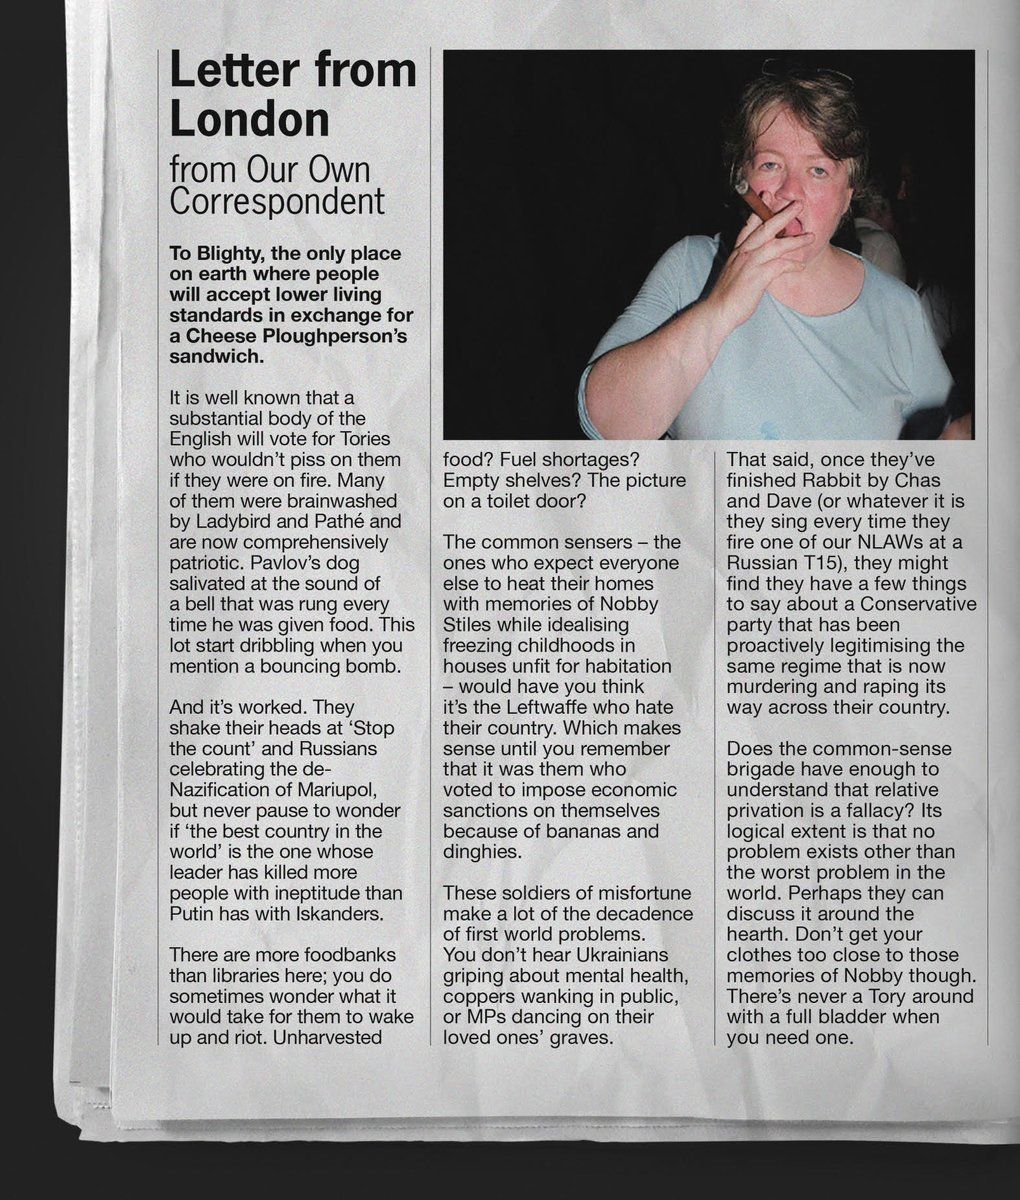 Letter from
London
from Our Own
Correspondent
To Blighty, the only place
on earth where people
will accept lower living
standards in exchange for
a Cheese Ploughperson's
sandwich.
It is well known that a
substantial body of the
English will vote for Tories
who wouldn't piss on them
if they were on fire. Many
of them were brainwashed
by Ladybird and Pathé and
are now comprehensively
patriotic. Pavlov's dog
salivated at the sound of
a bell that was rung every
time he was given food. This
lot start dribbling when you
mention a bouncing bomb.
And it's worked. They
shake their heads at 'Stop
the count' and Russians
celebrating the de-
Nazification of Mariupol,
but never pause to wonder
if 'the best country in the
world' is the one whose
leader has killed more
people with ineptitude than
Putin has with Iskanders.
There are more foodbanks
than libraries here; you do
sometimes wonder what it
would take for them to wake
up and riot. Unharvested
food? Fuel shortages?
Empty shelves? The picture
on a toilet door?
The common sensers – the
ones who expect everyone
else to heat their homes
with memories of Nobby
Stiles while idealising
freezing childhoods in
houses unfit for habitation
– would have you think
it's the Leftwaffe who hate
their country. Which makes
sense until you remember
that it was them who
voted to impose economic
sanctions on themselves
because of bananas and
dinghies.
These soldiers of misfortune
make a lot of the decadence
of first world problems.
You don't hear Ukrainians
griping about mental health,
coppers wanking in public,
or MPs dancing on their
loved ones' graves.
That said, once they've
finished Rabbit by Chas
and Dave (or whatever it is
they sing every time they
fire one of our NLAWs at a
Russian T15), they might
find they have a few things
to say about a Conservative
party that has been
proactively legitimising the
same regime that is now
murdering and raping its
way across their country.
Does the common-sense
brigade have enough to
understand that relative
privation is a fallacy? Its
logical extent is that no
problem exists other than
the worst problem in the
world. Perhaps they can
discuss it around the
hearth. Don't get your
clothes too close to those
memories of Nobby though.
There's never a Tory around
with a full bladder when
you need one.